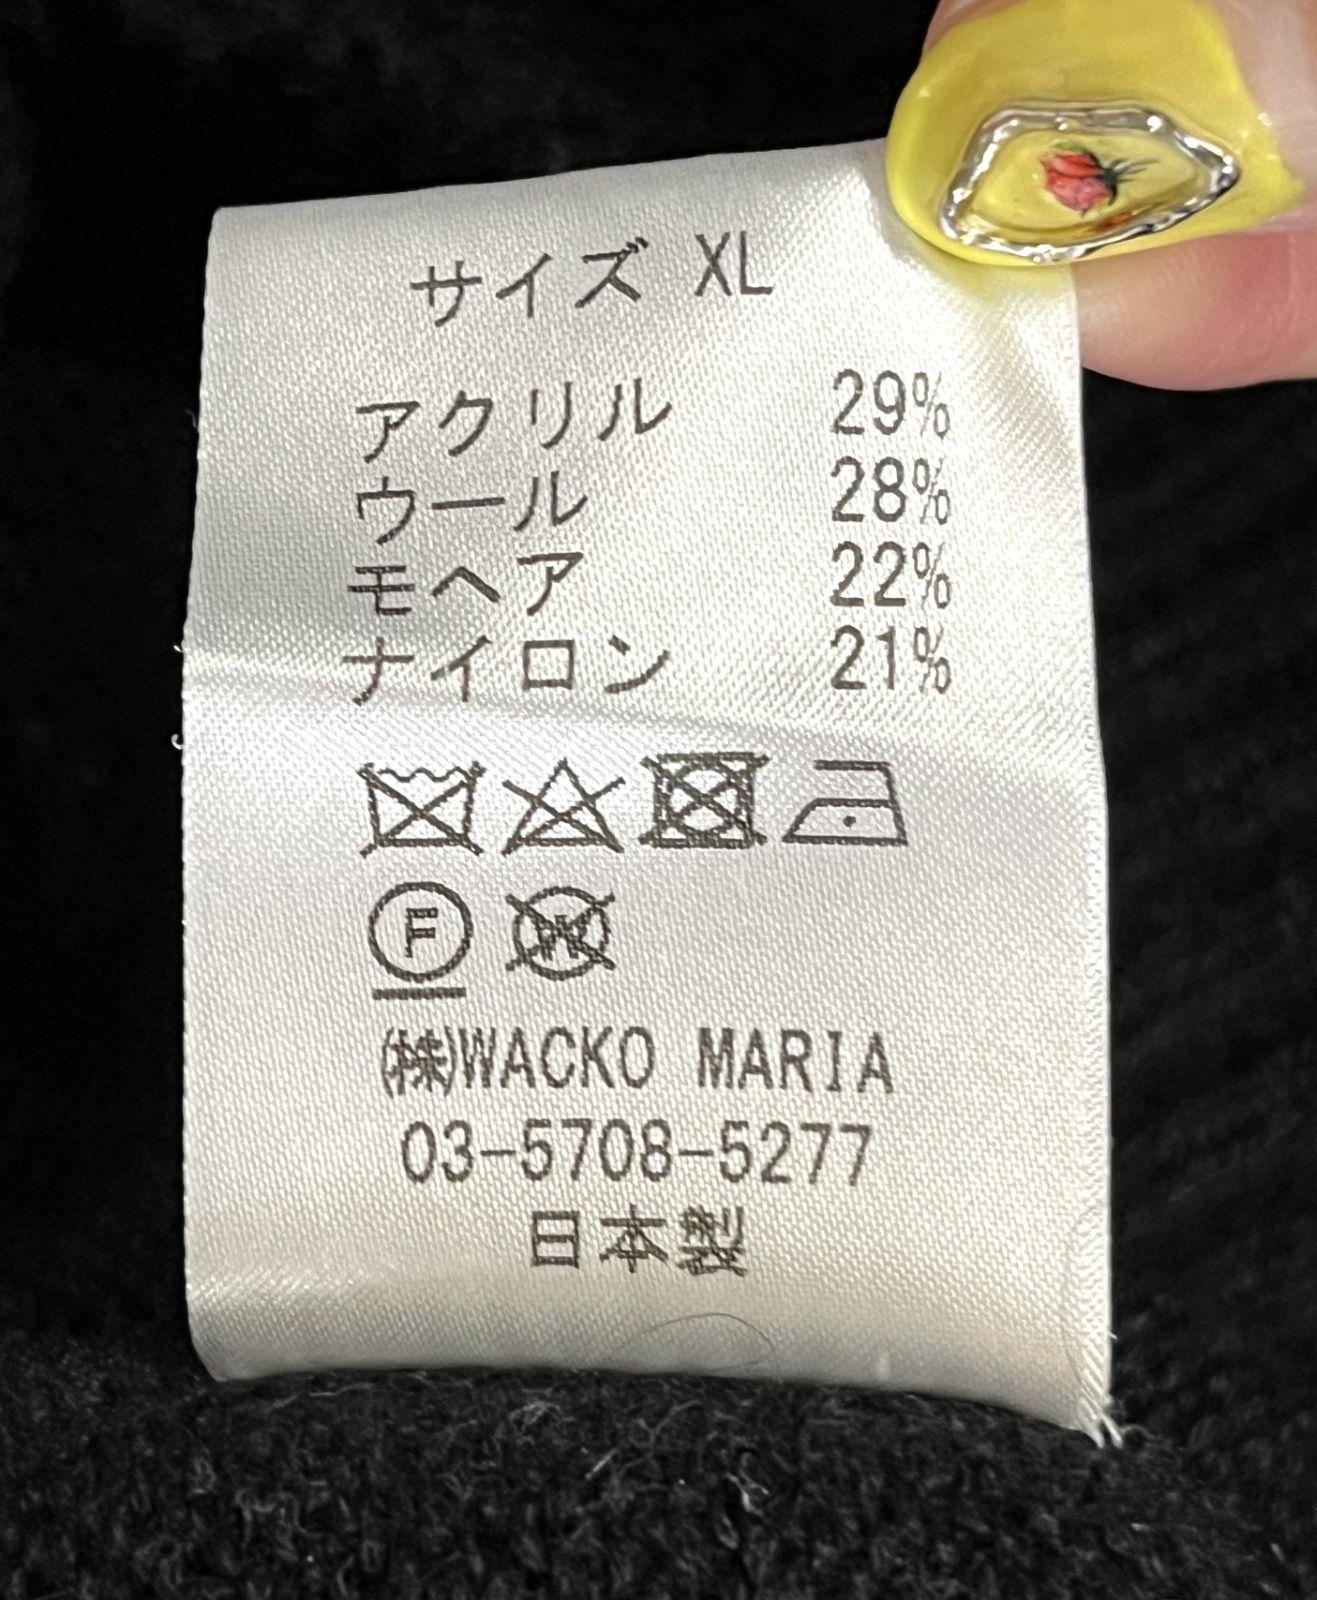 サイズ XL
アクリル 29%
ウール 28%
モヘア 22%
ナイロン 21%
F W
㈱WACKO MARIA
03-5708-5277
日本製